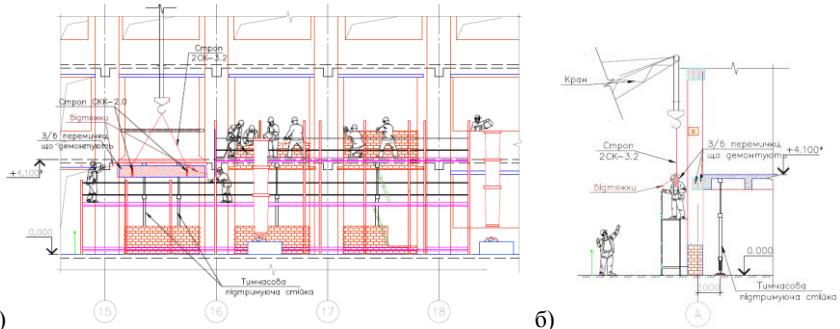 Строп
2СК-3.2
Строп СКК-2.0
Відтяжки
З/б перемички
що демонтують
+4,100*
0,000
Тимчасова
підтримуюча стійка
15
16
17
18
)
Кран
Строп
2СК-3.2
Відтяжки
З/б перемички
що демонтують
+4,100*
0.000
1000
Тимчасова
підтримуюча стійка
А
б)